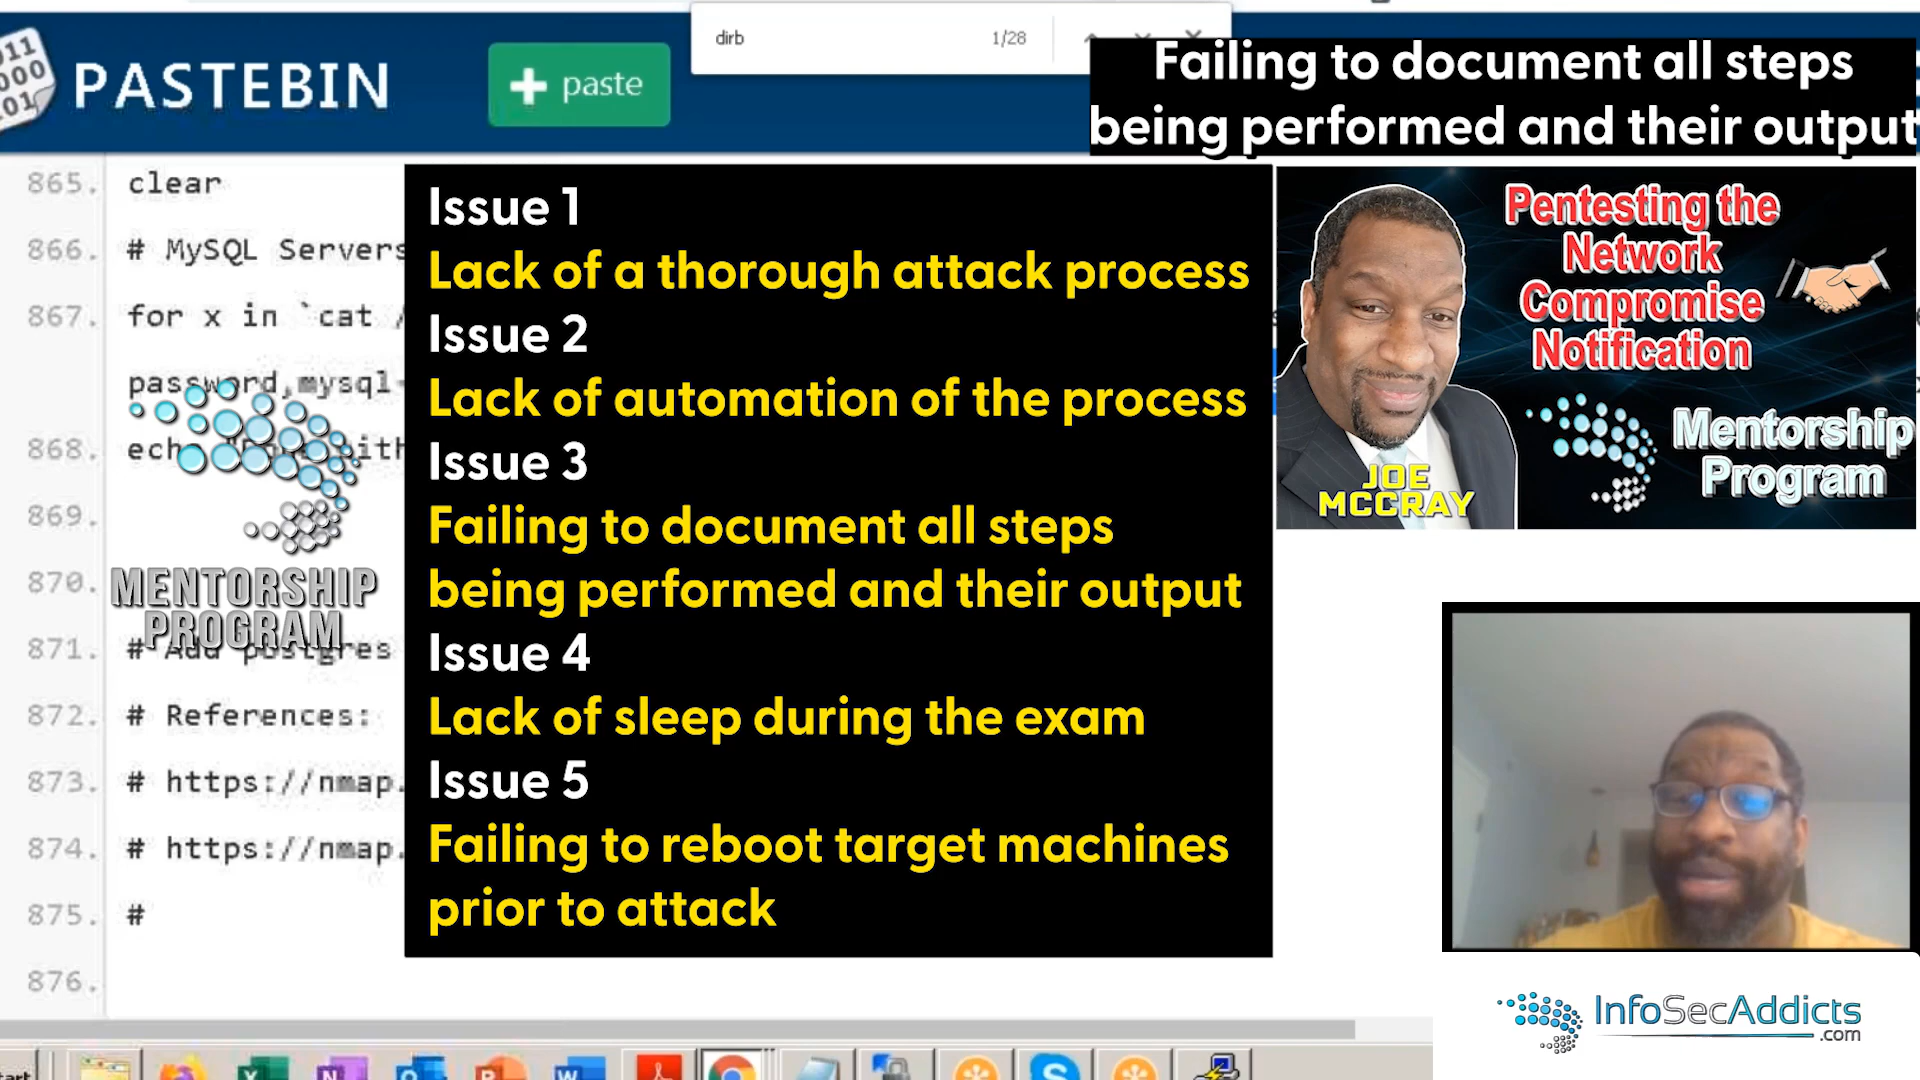 dirb
1/28
PASTEBIN
paste
Failing to document all steps
being performed and their output
865. clear
866. # MySQL Servers
867. for x in `cat /
password,mysql
868.
869.
870.
871. # Add postgres
872. # References:
873. # https://nmap.
874. # https://nmap.
875. #
876.
MENTORSHIP
PROGRAM
Issue 1
Lack of a thorough attack process
Issue 2
Lack of automation of the process
Issue 3
Failing to document all steps
being performed and their output
Issue 4
Lack of sleep during the exam
Issue 5
Failing to reboot target machines
prior to attack
Pentesting the
Network
Compromise
Notification
Mentorship
Program
JOE
MCCRAY
InfoSecAddicts
.com